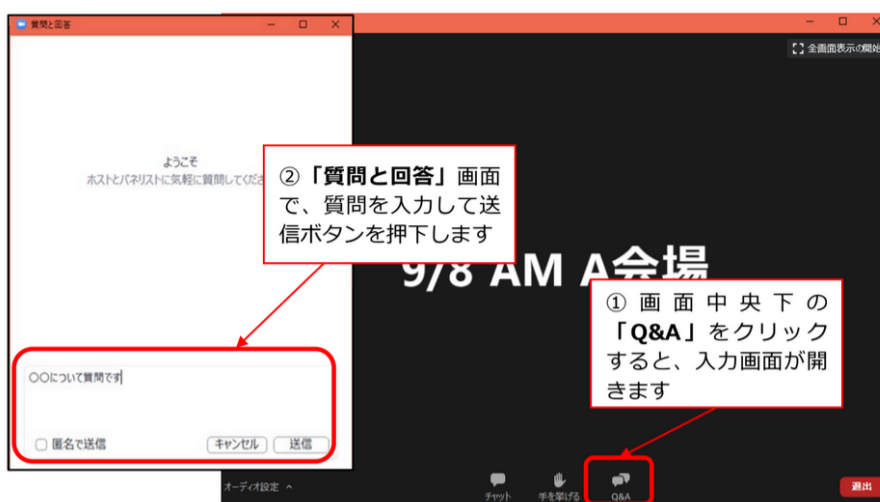 質問と回答
全画面表示の開始
ようこそ
ホストとパネリストに気軽に質問してくださ
②「質問と回答」画面
で、質問を入力して送
信ボタンを押下します
9/8 AM A会場
①画面中央下の
「Q&A」をクリック
すると、入力画面が開
きます
〇〇について質問です
匿名で送信
キャンセル
送信
オーディオ設定
チャット
手を挙げる
Q&A
退出